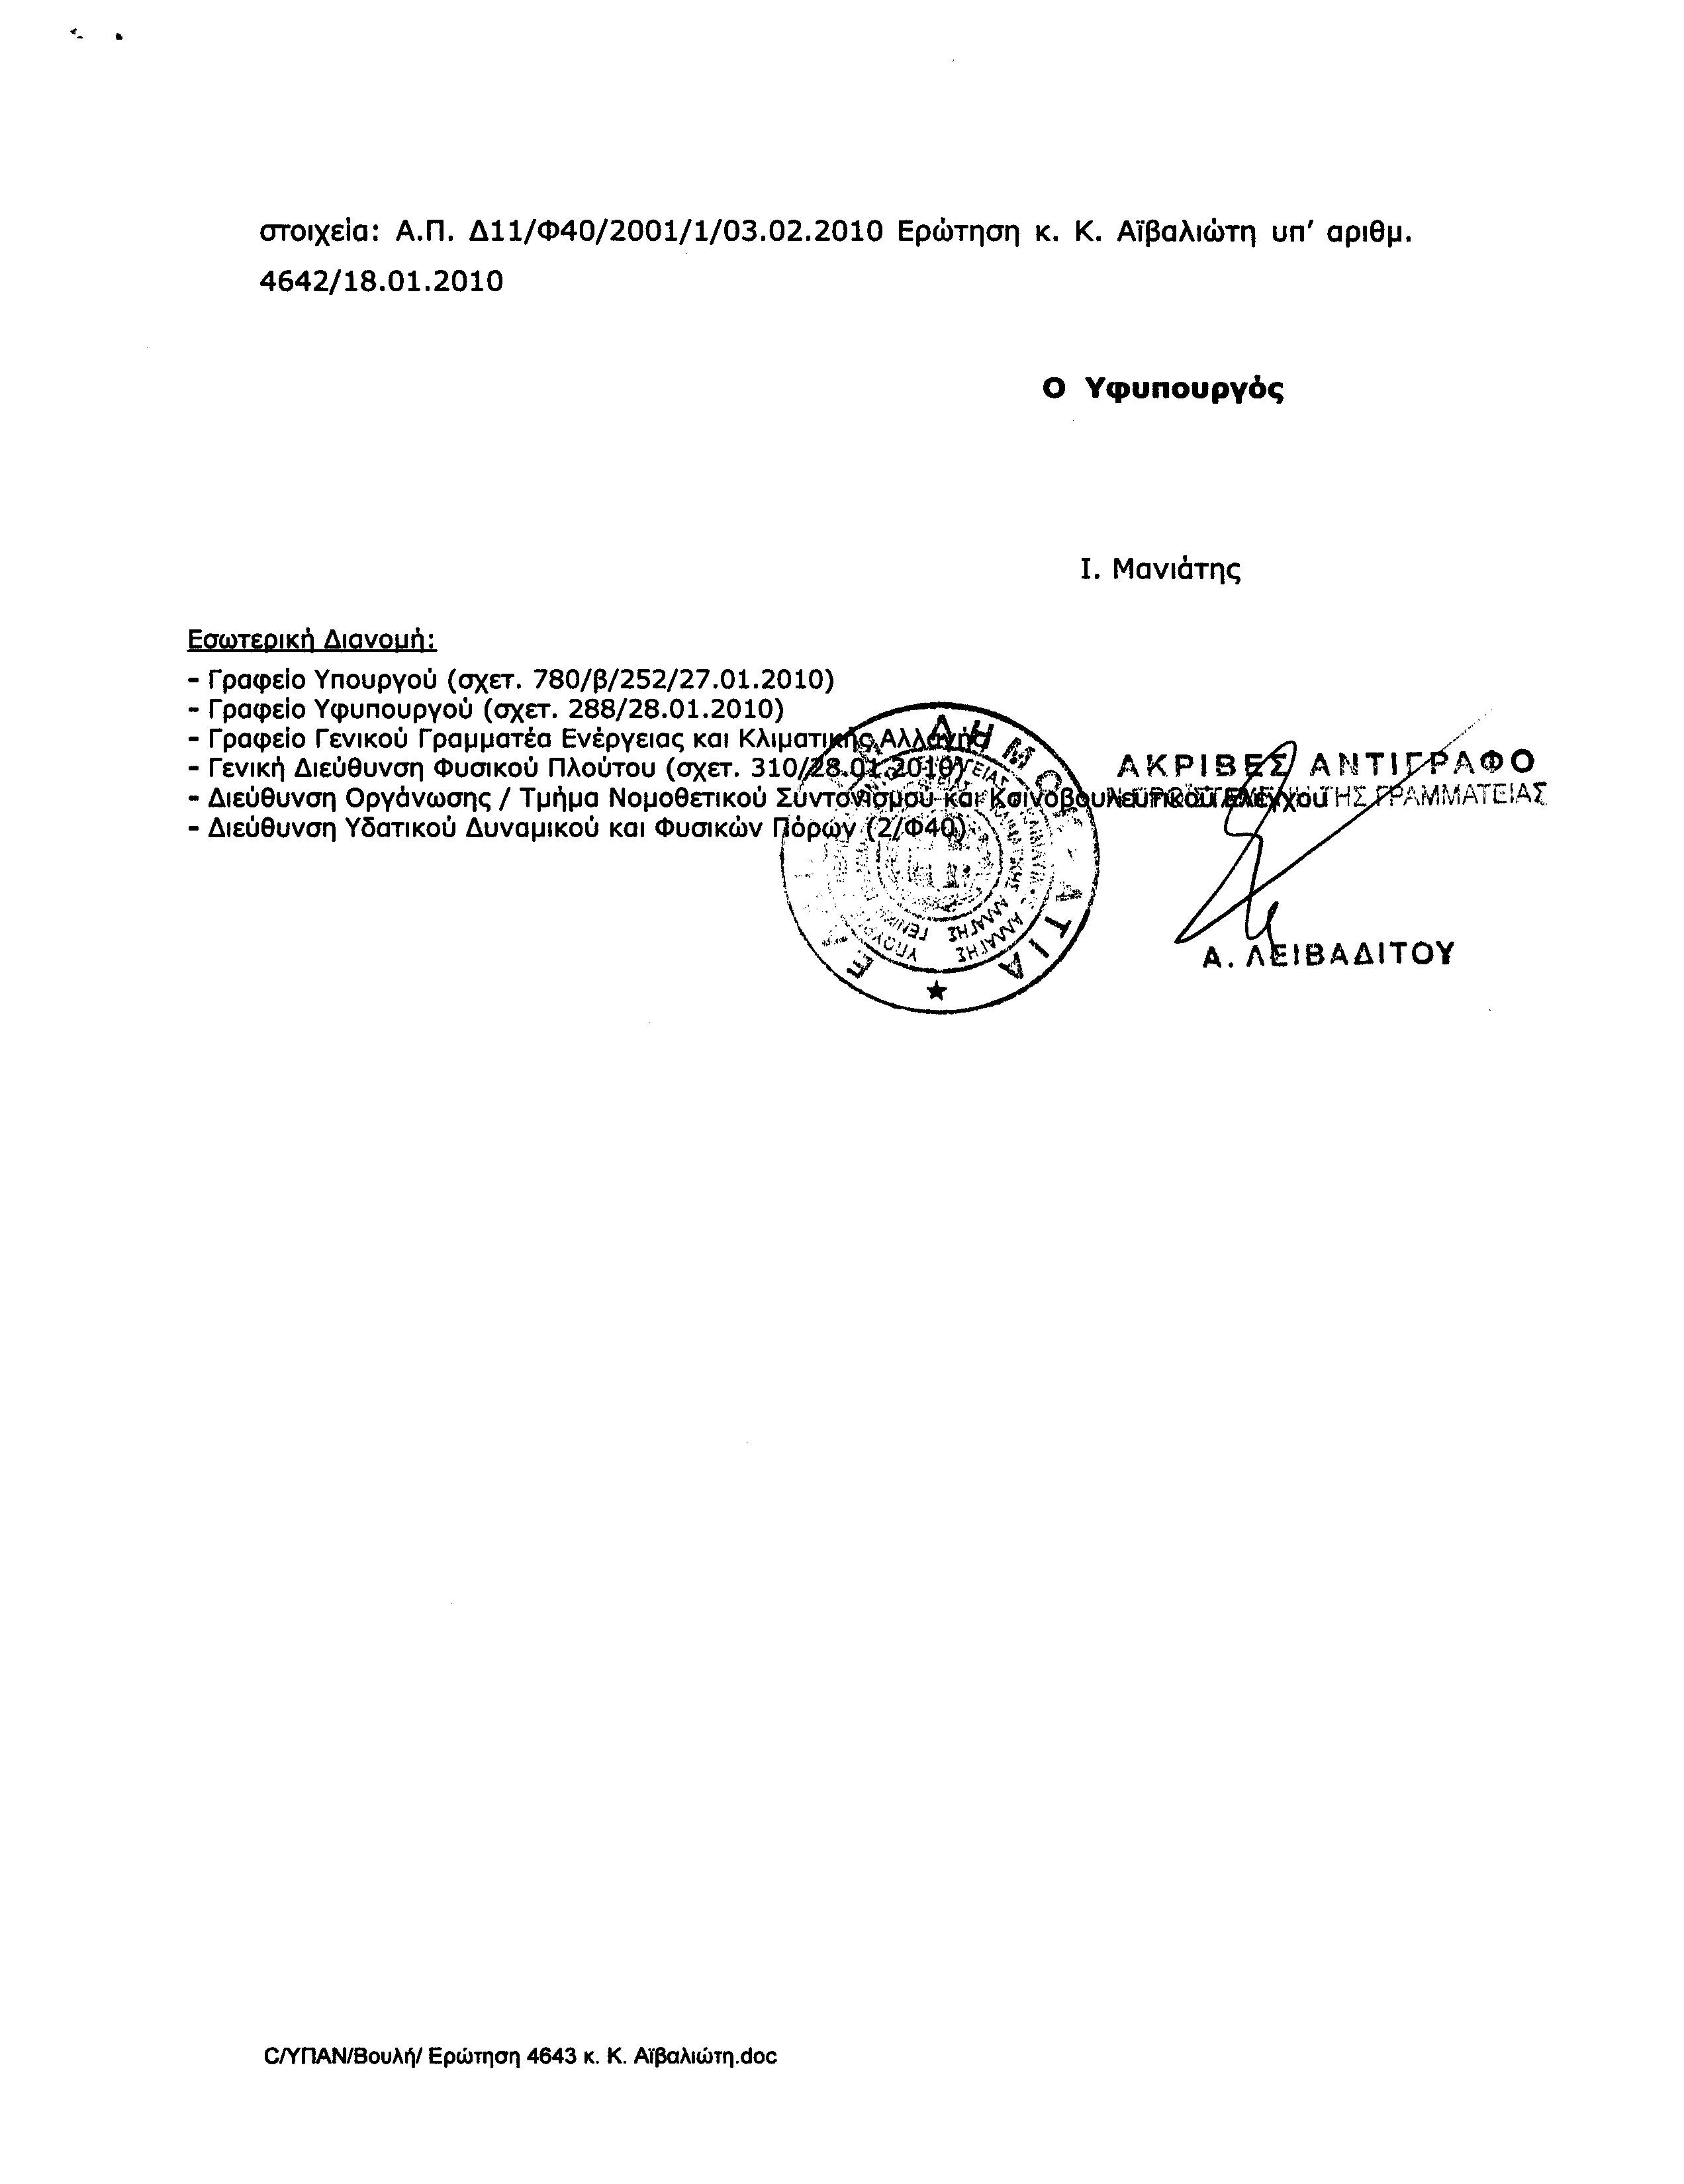 στοιχεία: Α.Π. Δ11/Φ40/2001/1/03.02.2010 Ερώτηση κ. Κ. Αϊβαλιώτη υπ' αριθμ.
4642/18.01.2010
Ο Υφυπουργός
Ι. Μανιάτης
Εσωτερική Διανομή:
- Γραφείο Υπουργού (σχετ. 780/β/252/27.01.2010)
- Γραφείο Υφυπουργού (σχετ. 288/28.01.2010)
- Γραφείο Γενικού Γραμματέα Ενέργειας και Κλιματικής Αλλαγής
- Γενική Διεύθυνση Φυσικού Πλούτου (σχετ. 310/28.01.2010)
- Διεύθυνση Οργάνωσης / Τμήμα Νομοθετικού Συντονισμού και Κοινοβουλευτικού Ελέγχου
- Διεύθυνση Υδατικού Δυναμικού και Φυσικών Πόρων (2/Φ40)
ΑΚΡΙΒΕΣ ΑΝΤΙΓΡΑΦΟ
ΤΗΣ ΓΡΑΜΜΑΤΕΙΑΣ
Α. ΛΕΙΒΑΔΙΤΟΥ
C/ΥΠΑΝ/Βουλή/ Ερώτηση 4643 κ. Κ. Αϊβαλιώτη.doc